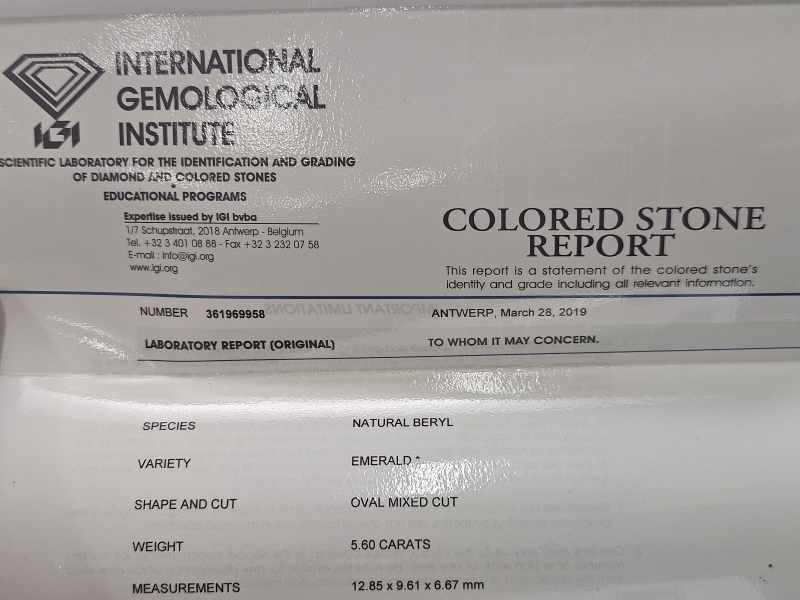 INTERNATIONAL
GEMOLOGICAL
INSTITUTE
IGI
SCIENTIFIC LABORATORY FOR THE IDENTIFICATION AND GRADING
OF DIAMOND AND COLORED STONES
EDUCATIONAL PROGRAMS
Expertise issued by IGI bvba
1/7 Schupstraat, 2018 Antwerp - Belgium
Tel. +32 3 401 08 88 - Fax +32 3 232 07 58
E-mail : info@igi.org
www.igi.org
COLORED STONE
REPORT
This report is a statement of the colored stone's
identity and grade including all relevant information.
NUMBER 361969958
ANTWERP, March 28, 2019
LABORATORY REPORT (ORIGINAL)
TO WHOM IT MAY CONCERN.
SPECIES NATURAL BERYL
VARIETY EMERALD *
SHAPE AND CUT OVAL MIXED CUT
WEIGHT 5.60 CARATS
MEASUREMENTS 12.85 x 9.61 x 6.67 mm